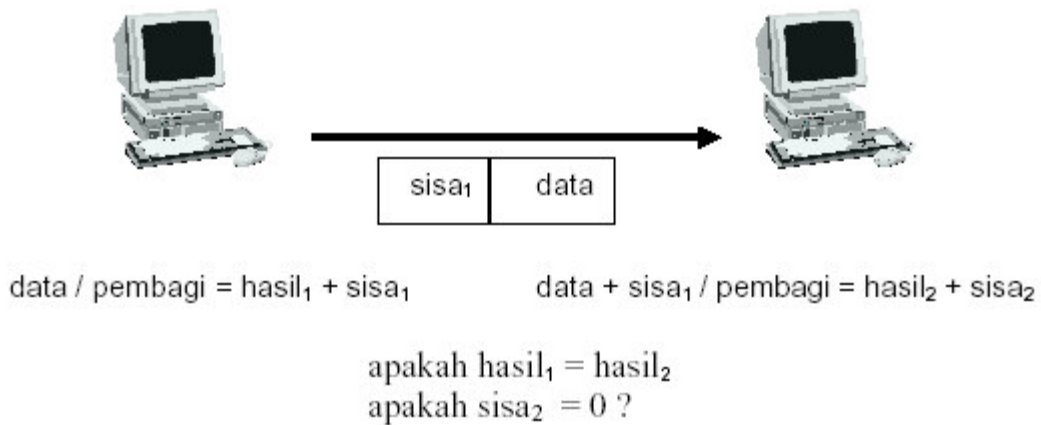 sisa₁ data
data / pembagi = hasil₁ + sisa₁
data + sisa₁ / pembagi = hasil₂ + sisa₂
apakah hasil₁ = hasil₂
apakah sisa₂ = 0 ?